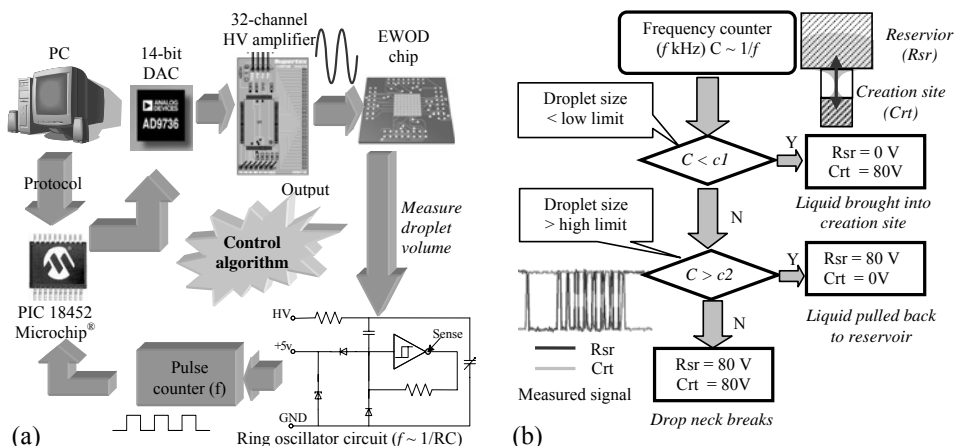 PC
14-bit
DAC
32-channel
HV amplifier
EWOD
chip
ANALOG
DEVICES
AD9736
Protocol
Output
Control
algorithm
Measure
droplet
volume
PIC 18452
Microchip®
HV
+5v
GND
Sense
Pulse
counter (f)
Ring oscillator circuit (f ~ 1/RC)
(a)
Frequency counter
(f kHz) C ~ 1/f
Reservior
(Rsr)
Creation site
(Crt)
Droplet size
< low limit
C < c1
Y
Rsr = 0 V
Crt = 80V
Liquid brought into
creation site
N
Droplet size
> high limit
C > c2
Y
Rsr = 80 V
Crt = 0V
Liquid pulled back
to reservoir
N
Rsr
Crt
Measured signal
Rsr = 80 V
Crt = 80V
Drop neck breaks
(b)